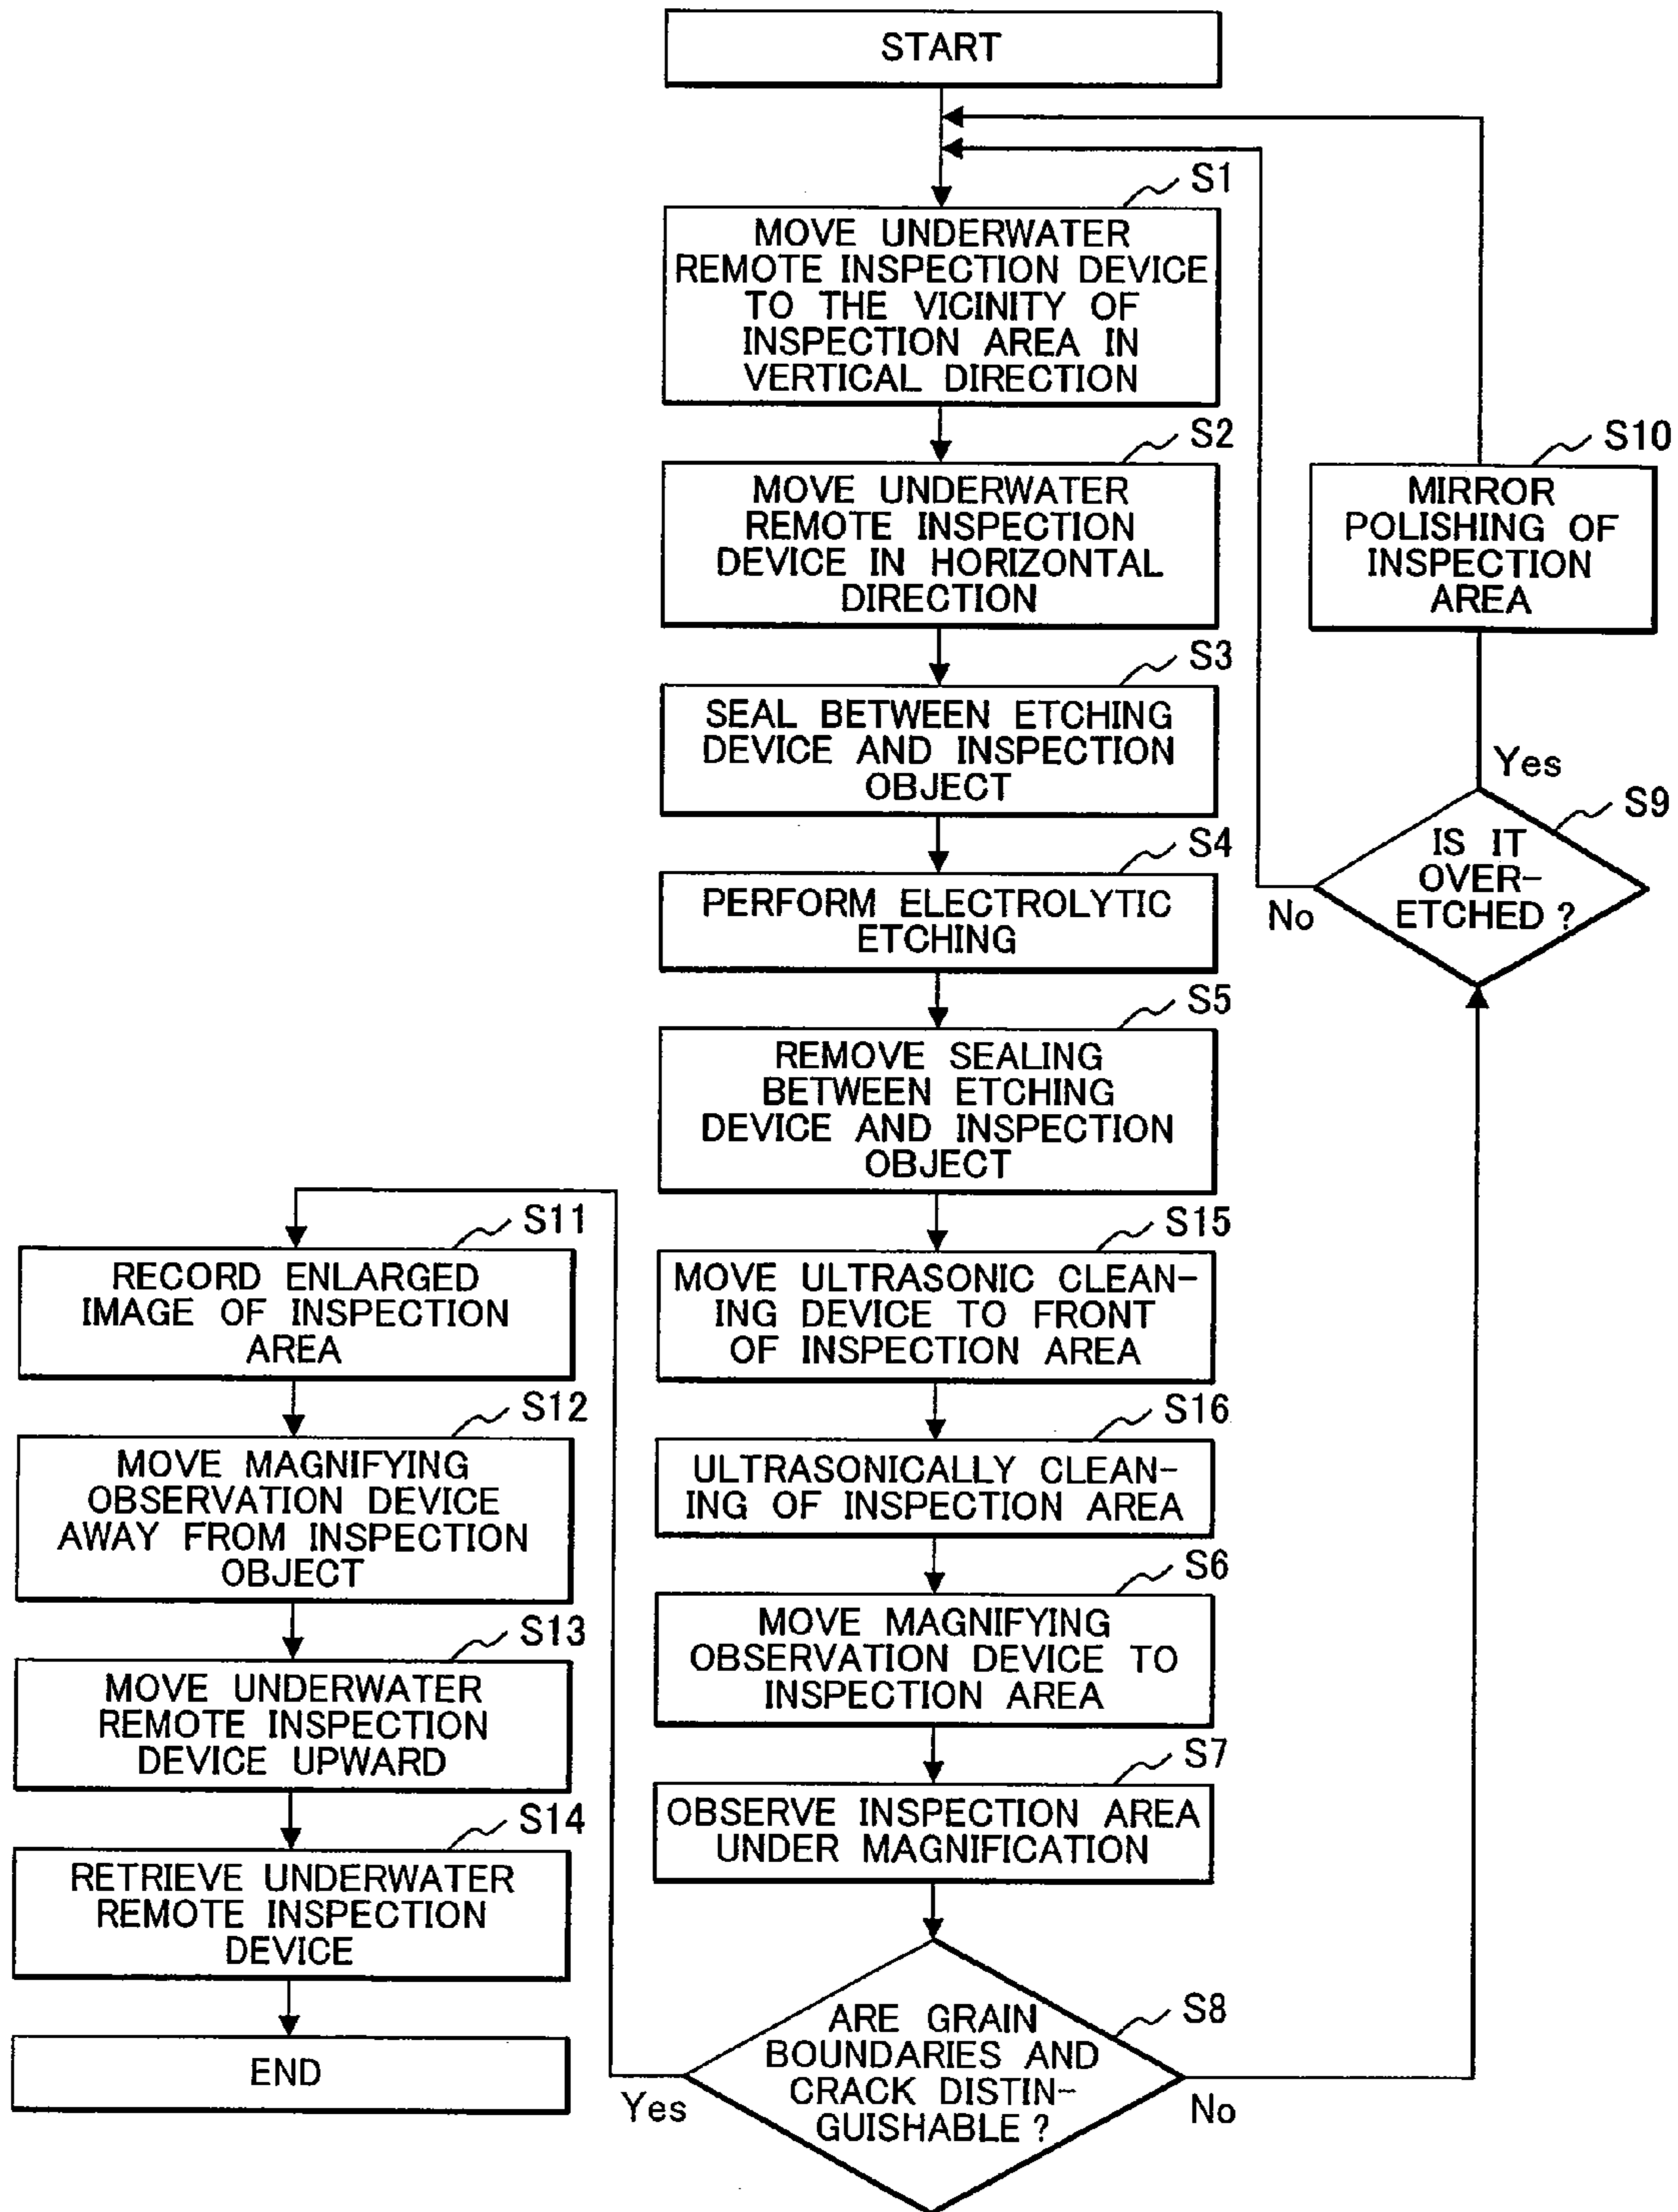 START
S1
MOVE UNDERWATER
REMOTE INSPECTION DEVICE
TO THE VICINITY OF
INSPECTION AREA IN
VERTICAL DIRECTION
S2
MOVE UNDERWATER
REMOTE INSPECTION
DEVICE IN HORIZONTAL
DIRECTION
S3
SEAL BETWEEN ETCHING
DEVICE AND INSPECTION
OBJECT
S4
PERFORM ELECTROLYTIC
ETCHING
S5
REMOVE SEALING
BETWEEN ETCHING
DEVICE AND INSPECTION
OBJECT
S15
MOVE ULTRASONIC CLEAN-
ING DEVICE TO FRONT
OF INSPECTION AREA
S16
ULTRASONICALLY CLEAN-
ING OF INSPECTION AREA
S6
MOVE MAGNIFYING
OBSERVATION DEVICE TO
INSPECTION AREA
S7
OBSERVE INSPECTION AREA
UNDER MAGNIFICATION
S8
ARE GRAIN
BOUNDARIES AND
CRACK DISTIN-
GUISHABLE ?
Yes
No
S9
IS IT
OVER-
ETCHED ?
Yes
No
S10
MIRROR
POLISHING OF
INSPECTION
AREA
S11
RECORD ENLARGED
IMAGE OF INSPECTION
AREA
S12
MOVE MAGNIFYING
OBSERVATION DEVICE
AWAY FROM INSPECTION
OBJECT
S13
MOVE UNDERWATER
REMOTE INSPECTION
DEVICE UPWARD
S14
RETRIEVE UNDERWATER
REMOTE INSPECTION
DEVICE
END